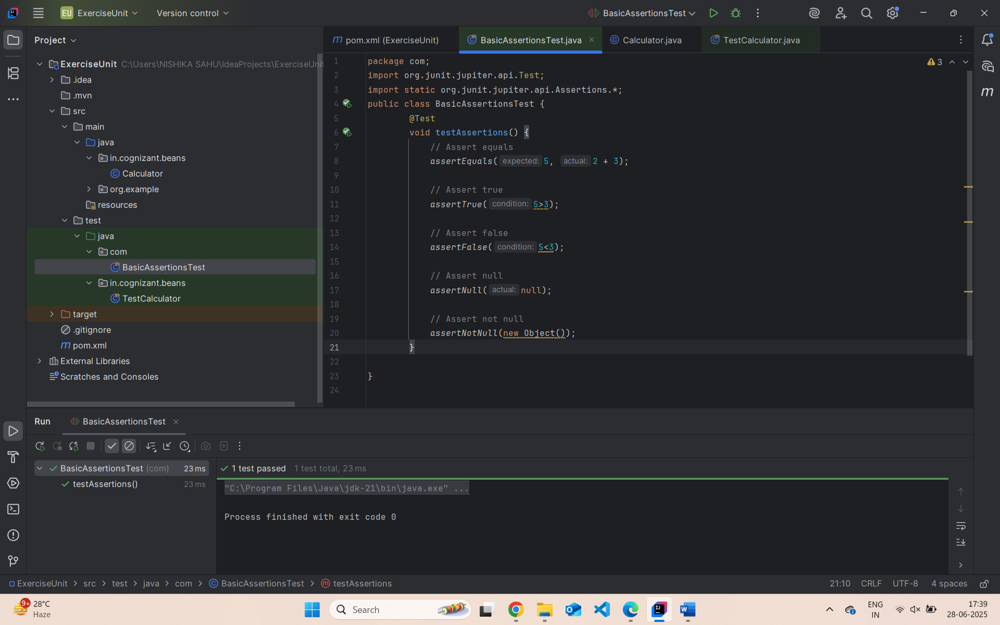 EU ExerciseUnit Version control
BasicAssertionsTest
Project
ExerciseUnit C:\Users\NISHIKA SAHU\IdeaProjects\ExerciseUnit
.idea
.mvn
src
main
java
in.cognizant.beans
Calculator
org.example
resources
test
java
com
BasicAssertionsTest
in.cognizant.beans
TestCalculator
target
.gitignore
m pom.xml
External Libraries
Scratches and Consoles
m pom.xml (ExerciseUnit) BasicAssertionsTest.java Calculator.java TestCalculator.java
3
1 package com;
2 import org.junit.jupiter.api.Test;
3 import static org.junit.jupiter.api.Assertions.*;
4 public class BasicAssertionsTest {
5 @Test
6 void testAssertions() {
7 // Assert equals
8 assertEquals( expected: 5, actual: 2 + 3);
9
10 // Assert true
11 assertTrue( condition: 5>3);
12
13 // Assert false
14 assertFalse( condition: 5<3);
15
16 // Assert null
17 assertNull( actual: null);
18
19 // Assert not null
20 assertNotNull(new Object());
21 }
22
23 }
24
m
Run BasicAssertionsTest
BasicAssertionsTest (com) 23 ms
testAssertions() 23 ms
1 test passed 1 test total, 23 ms
"C:\Program Files\Java\jdk-21\bin\java.exe" ...
Process finished with exit code 0
ExerciseUnit > src > test > java > com > BasicAssertionsTest > m testAssertions
21:10 CRLF UTF-8 4 spaces
9+ 28°C
Haze
Search
ENG
IN
17:39
28-06-2025